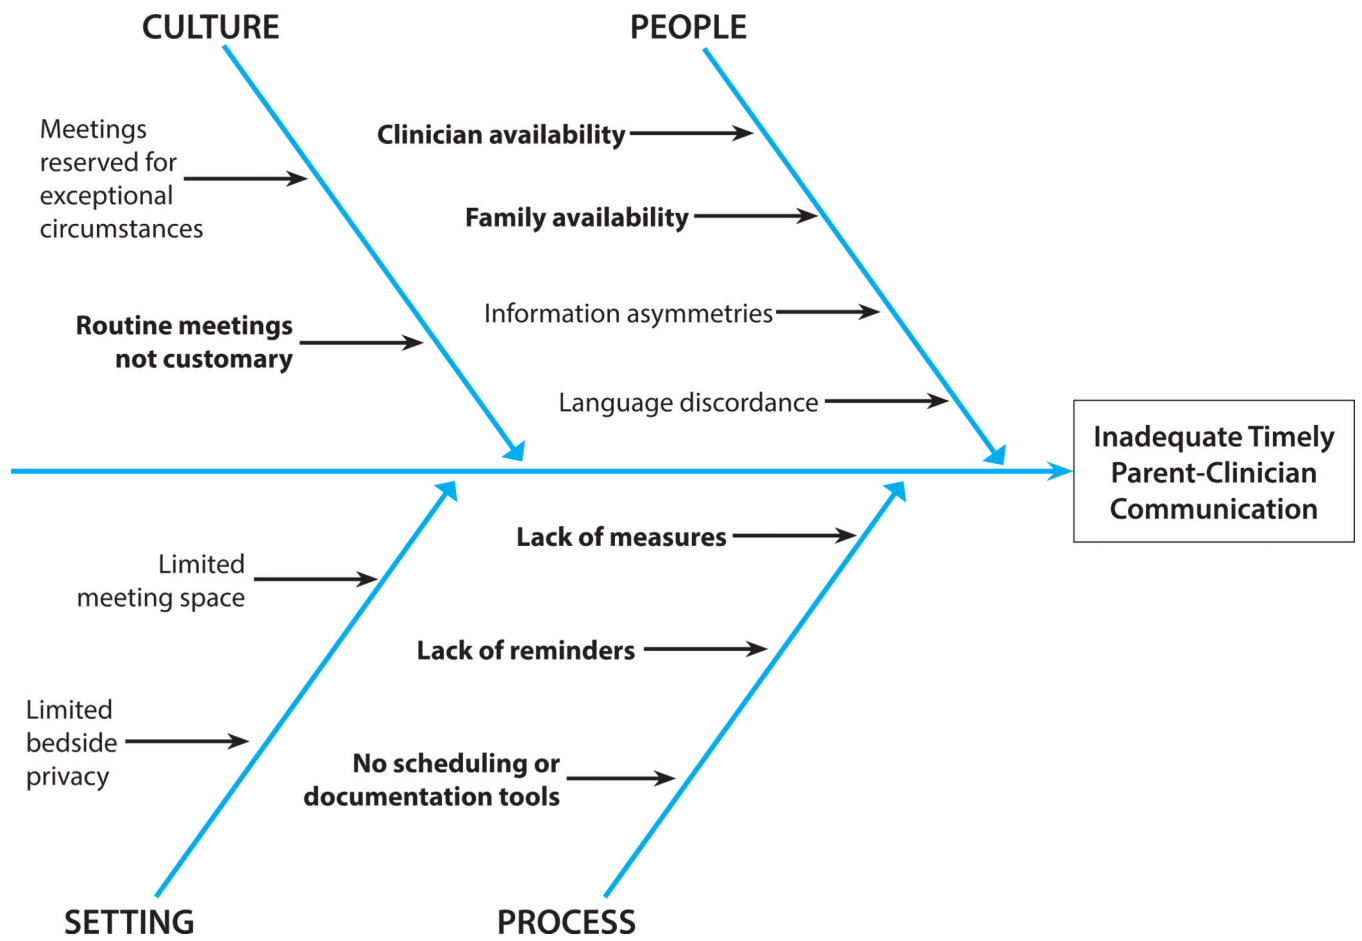 CULTURE
Meetings
reserved for
exceptional
circumstances
Routine meetings
not customary
PEOPLE
Clinician availability
Family availability
Information asymmetries
Language discordance
Inadequate Timely
Parent-Clinician
Communication
Limited
meeting space
Limited
bedside
privacy
SETTING
Lack of measures
Lack of reminders
No scheduling or
documentation tools
PROCESS